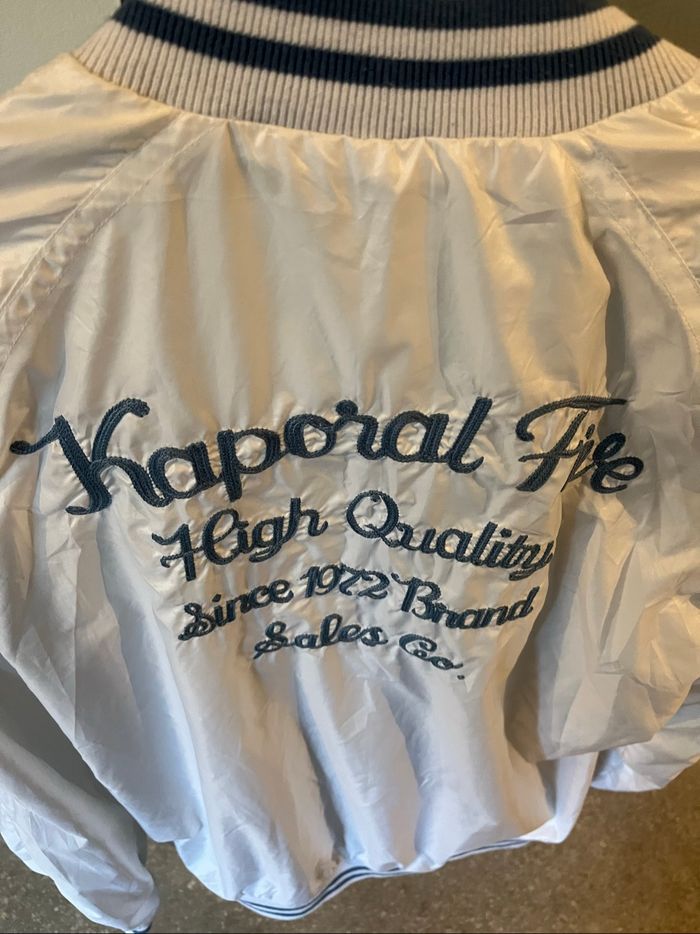 Kaporal Five
High Quality
Since 1972 Brand
Sales Co.